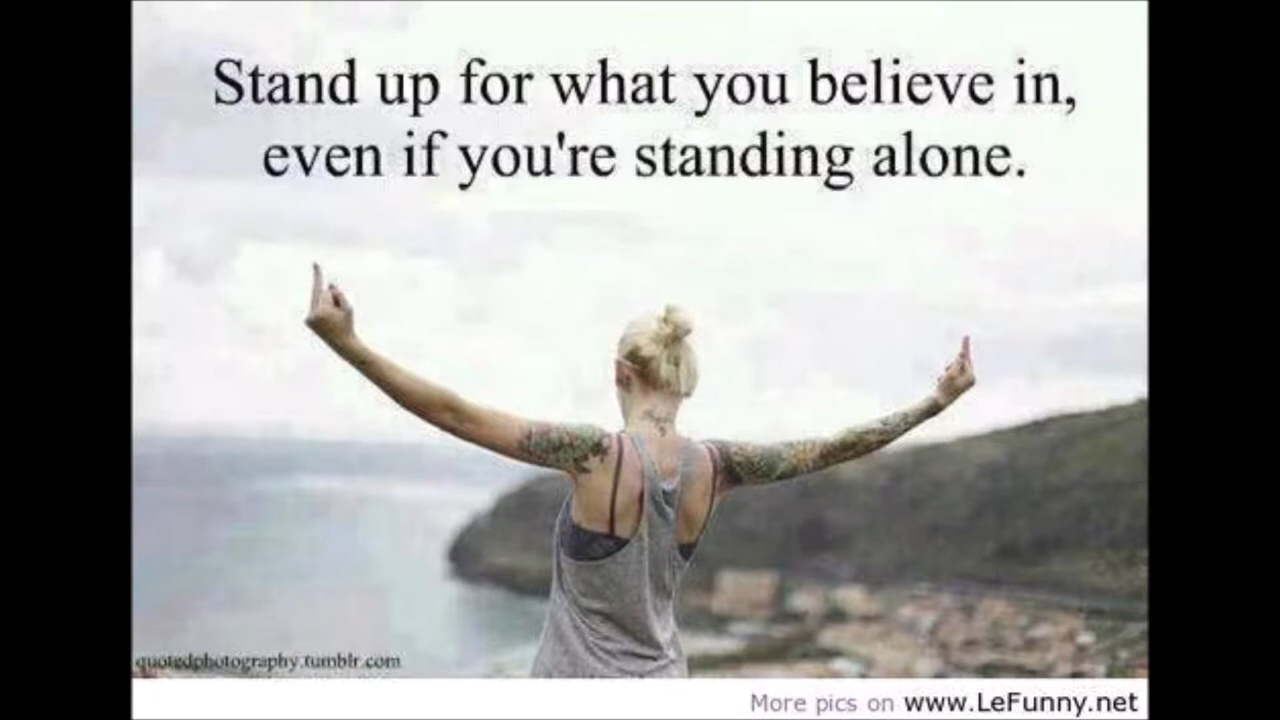 Stand up for what you believe in,
even if you're standing alone.
quotedphotography.tumblr.com
More pics on www.LeFunny.net